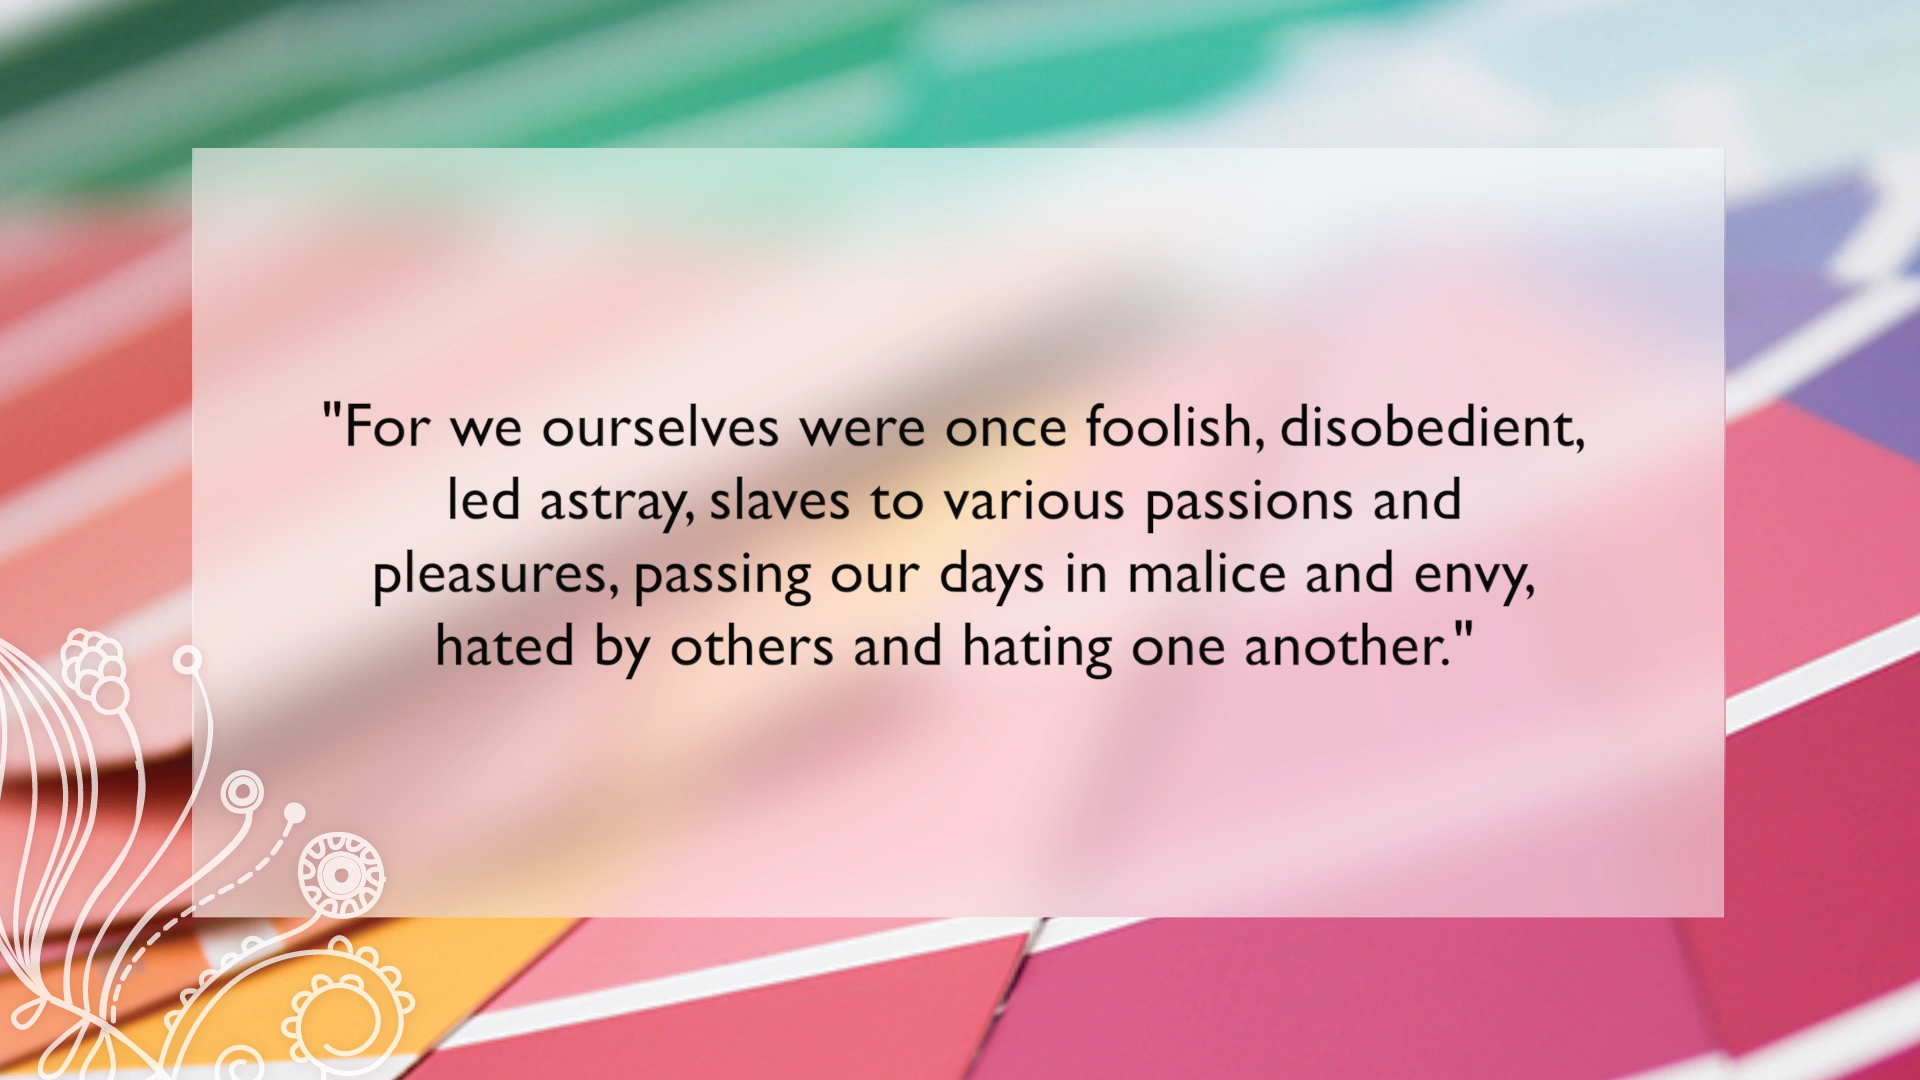 "For we ourselves were once foolish, disobedient,
led astray, slaves to various passions and
pleasures, passing our days in malice and envy,
hated by others and hating one another."